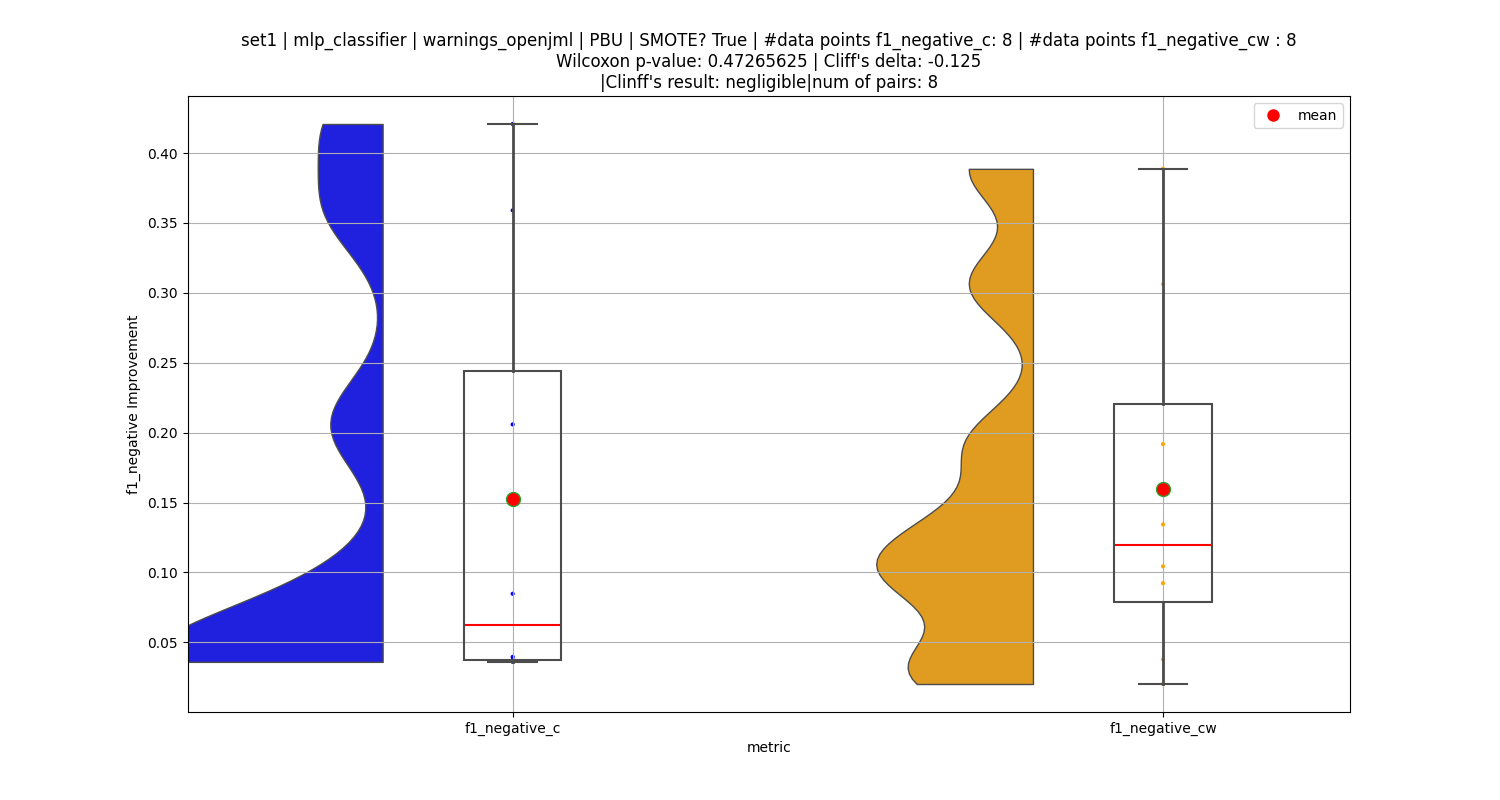 set1 | mlp_classifier | warnings_openjml | PBU | SMOTE? True | #data points f1_negative_c: 8 | #data points f1_negative_cw : 8
Wilcoxon p-value: 0.47265625 | Cliff's delta: -0.125
|Clinff's result: negligible|num of pairs: 8
mean
0.40
0.35
0.30
0.25
0.20
0.15
0.10
0.05
f1_negative Improvement
f1_negative_c
f1_negative_cw
metric